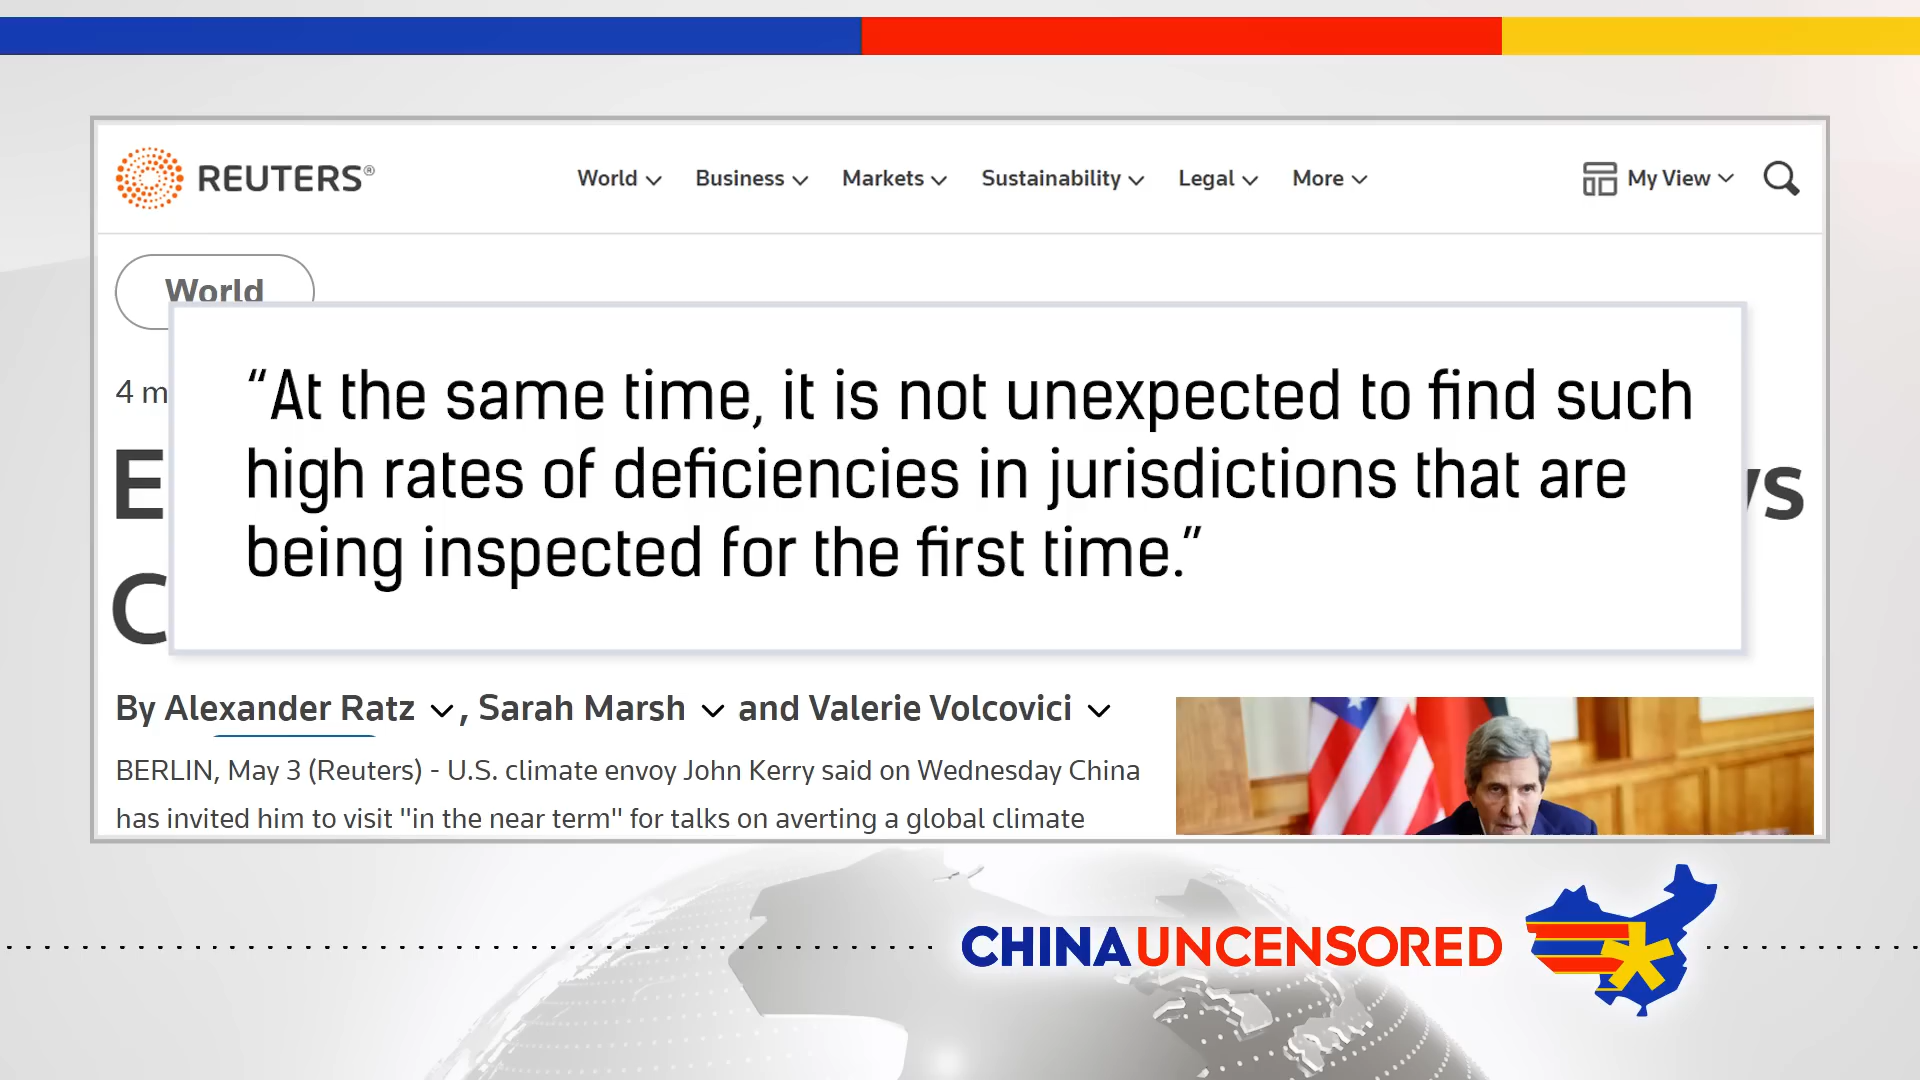 REUTERS®
World
Business
Markets
Sustainability
Legal
More
My View
World
4 m
“At the same time, it is not unexpected to find such
high rates of deficiencies in jurisdictions that are
being inspected for the first time.”
E
s
C
By Alexander Ratz , Sarah Marsh and Valerie Volcovici
BERLIN, May 3 (Reuters) - U.S. climate envoy John Kerry said on Wednesday China
has invited him to visit "in the near term" for talks on averting a global climate
CHINAUNCENSORED